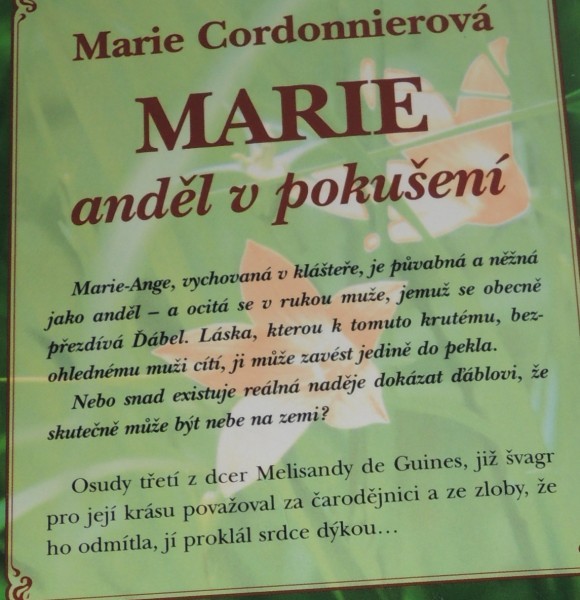 Marie Cordonnierová
MARIE
anděl v pokušení
Marie-Ange, vychovaná v klášteře, je půvabná a něžná
jako anděl – a ocitá se v rukou muže, jemuž se obecně
přezdívá Ďábel. Láska, kterou k tomuto krutému, bez-
ohlednému muži cítí, ji může zavést jedině do pekla.
Nebo snad existuje reálná naděje dokázat ďáblovi, že
skutečně může být nebe na zemi?
Osudy třetí z dcer Melisandy de Guines, již švagr
pro její krásu považoval za čarodějnici a ze zloby, že
ho odmítla, jí proklál srdce dýkou...